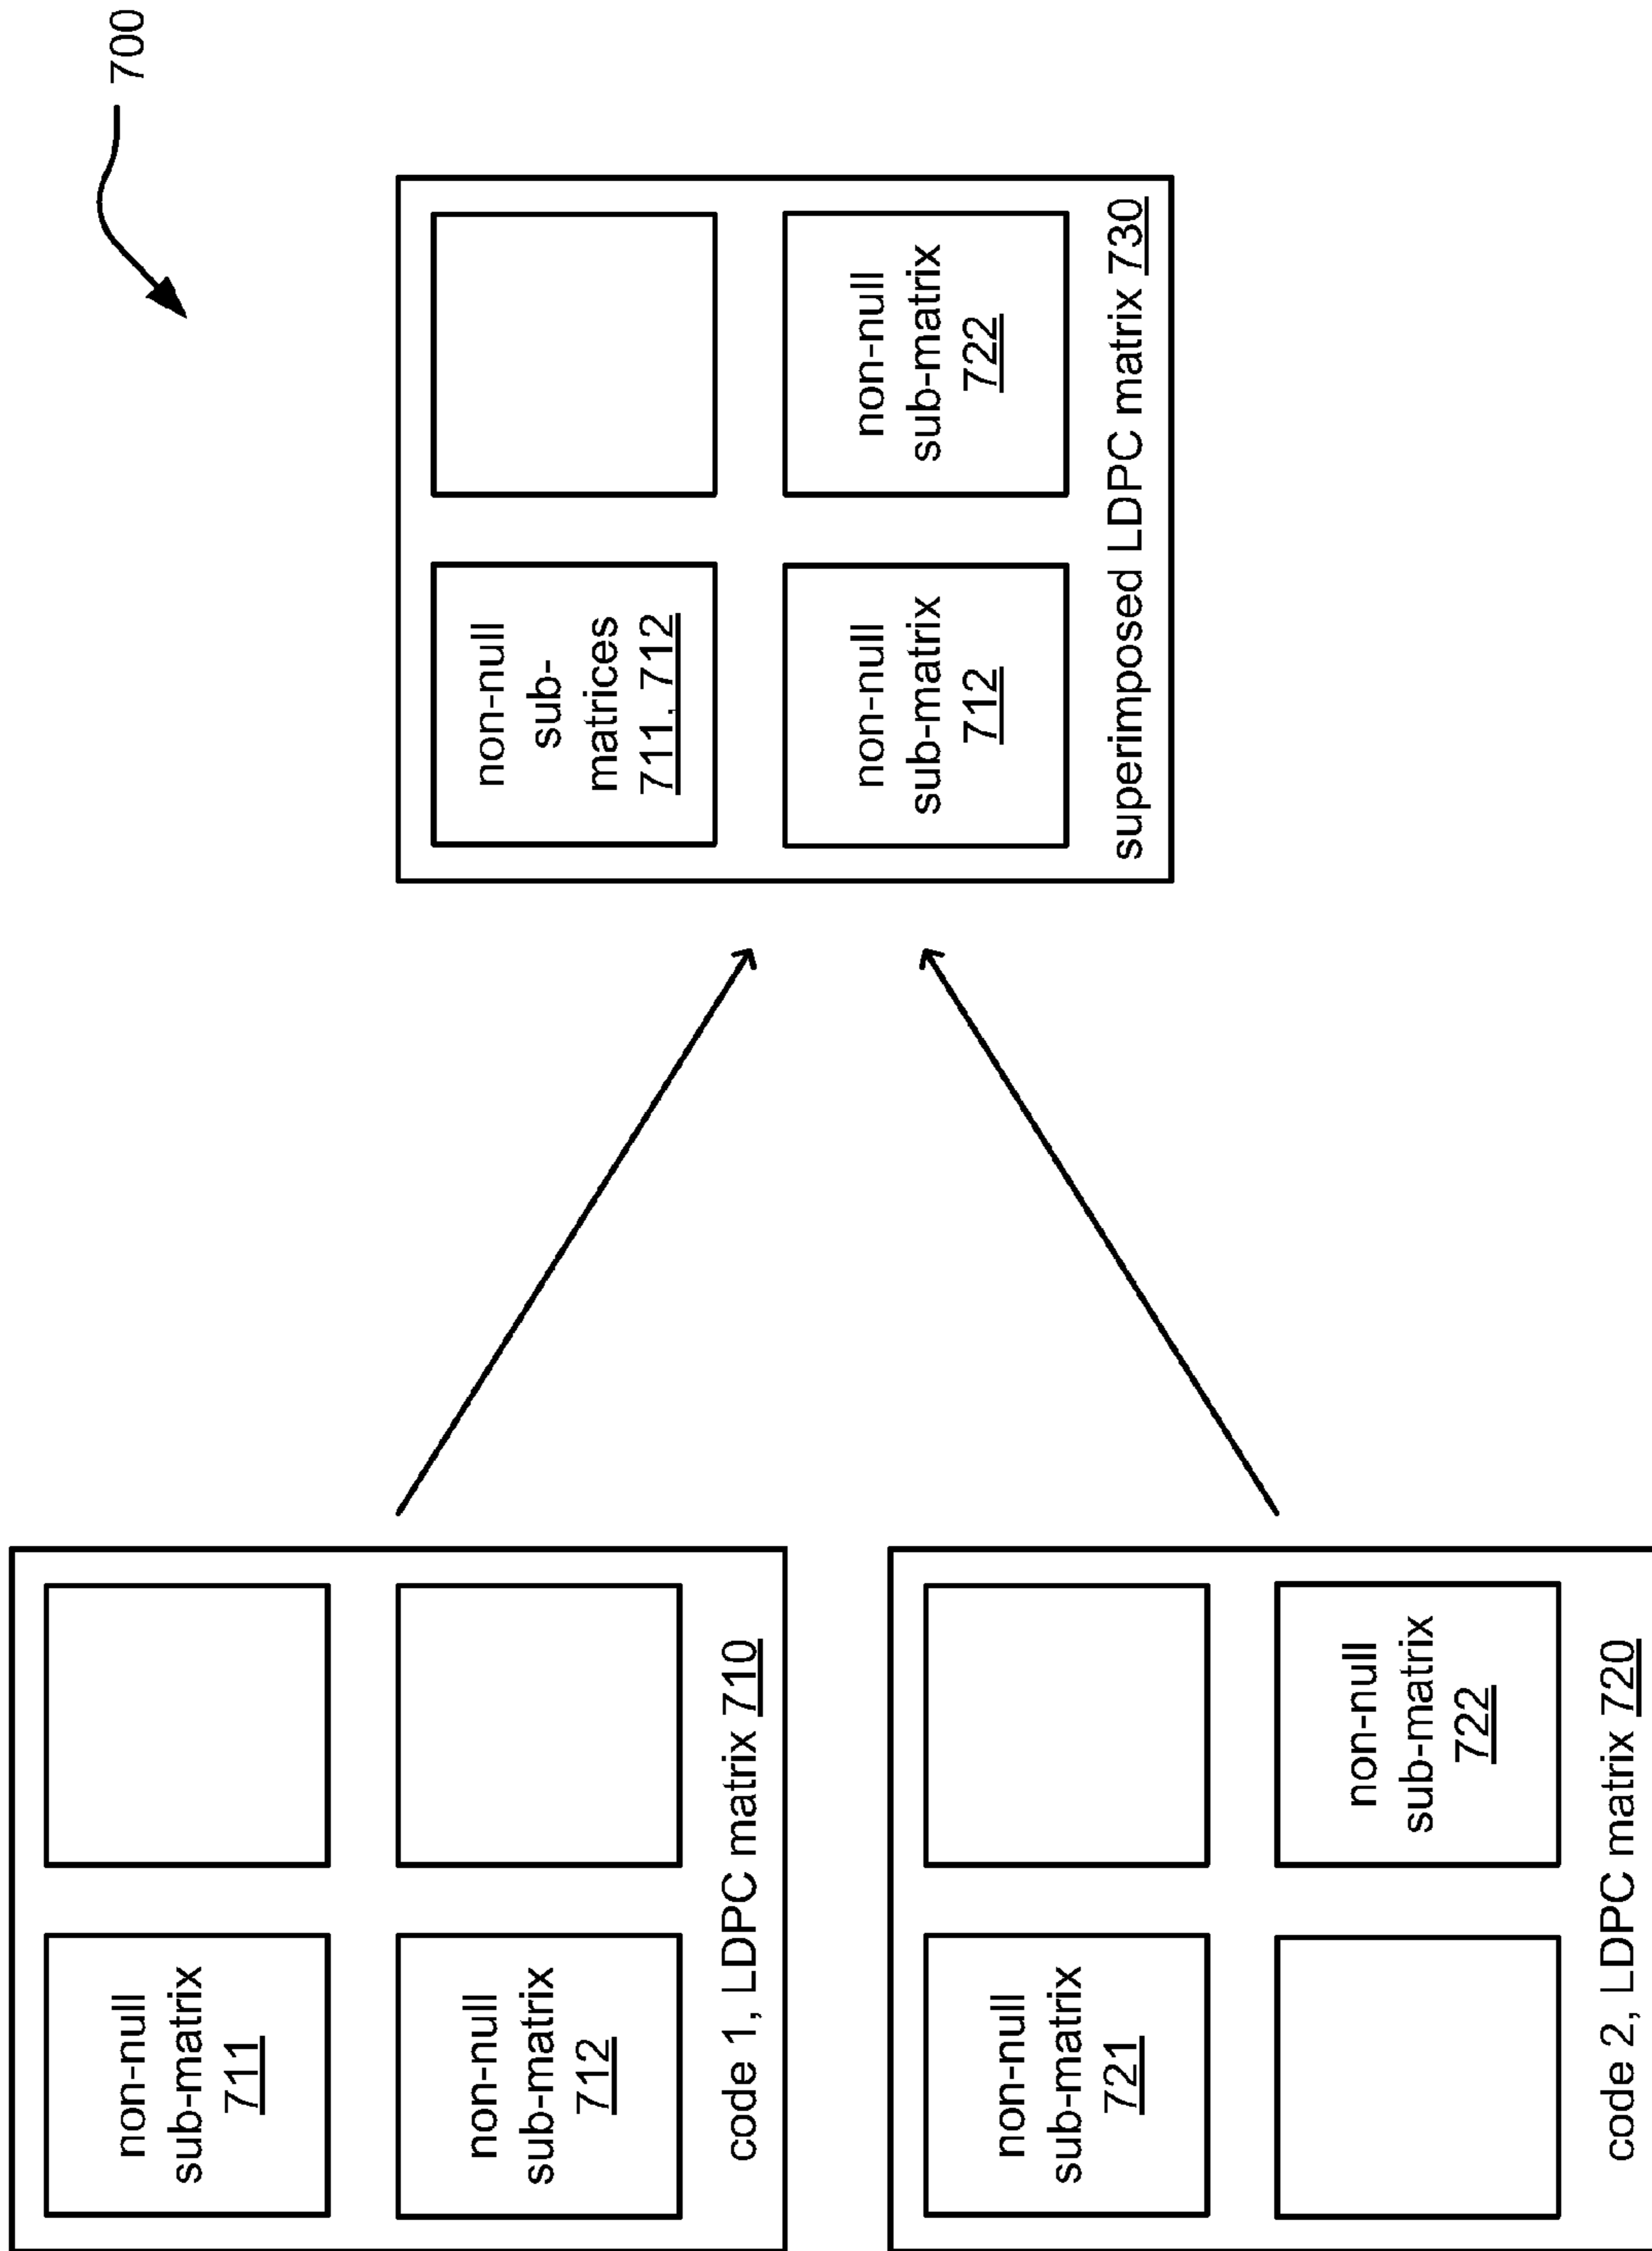 700
non-null
sub-matrix
711
non-null
sub-matrix
712
code 1, LDPC matrix 710
non-null
sub-matrix
721
non-null
sub-matrix
722
code 2, LDPC matrix 720
non-null
sub-
matrices
711, 712
non-null
sub-matrix
712
non-null
sub-matrix
722
superimposed LDPC matrix 730